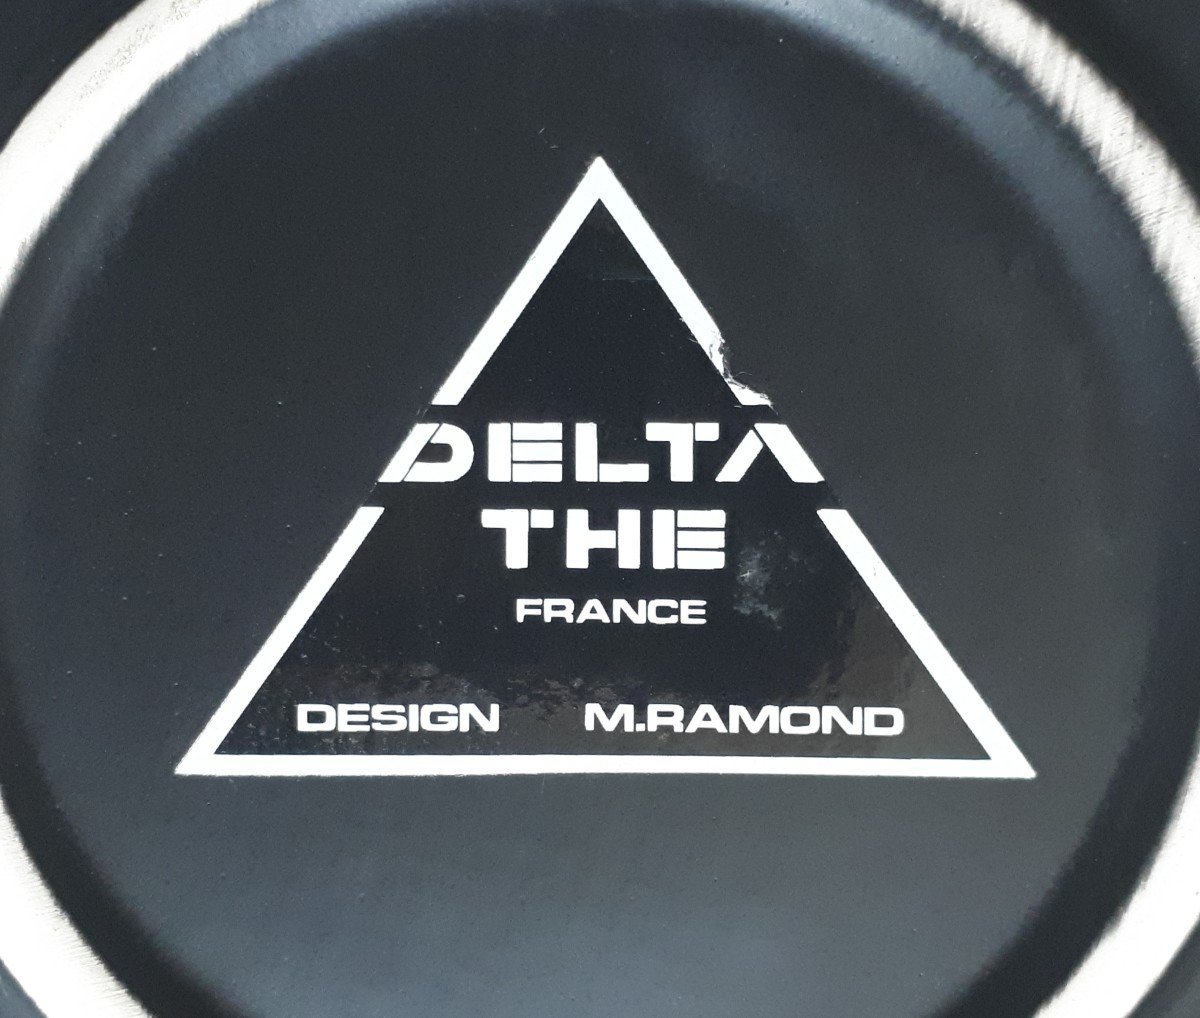 DELTA
THE
FRANCE
DESIGN M.RAMOND